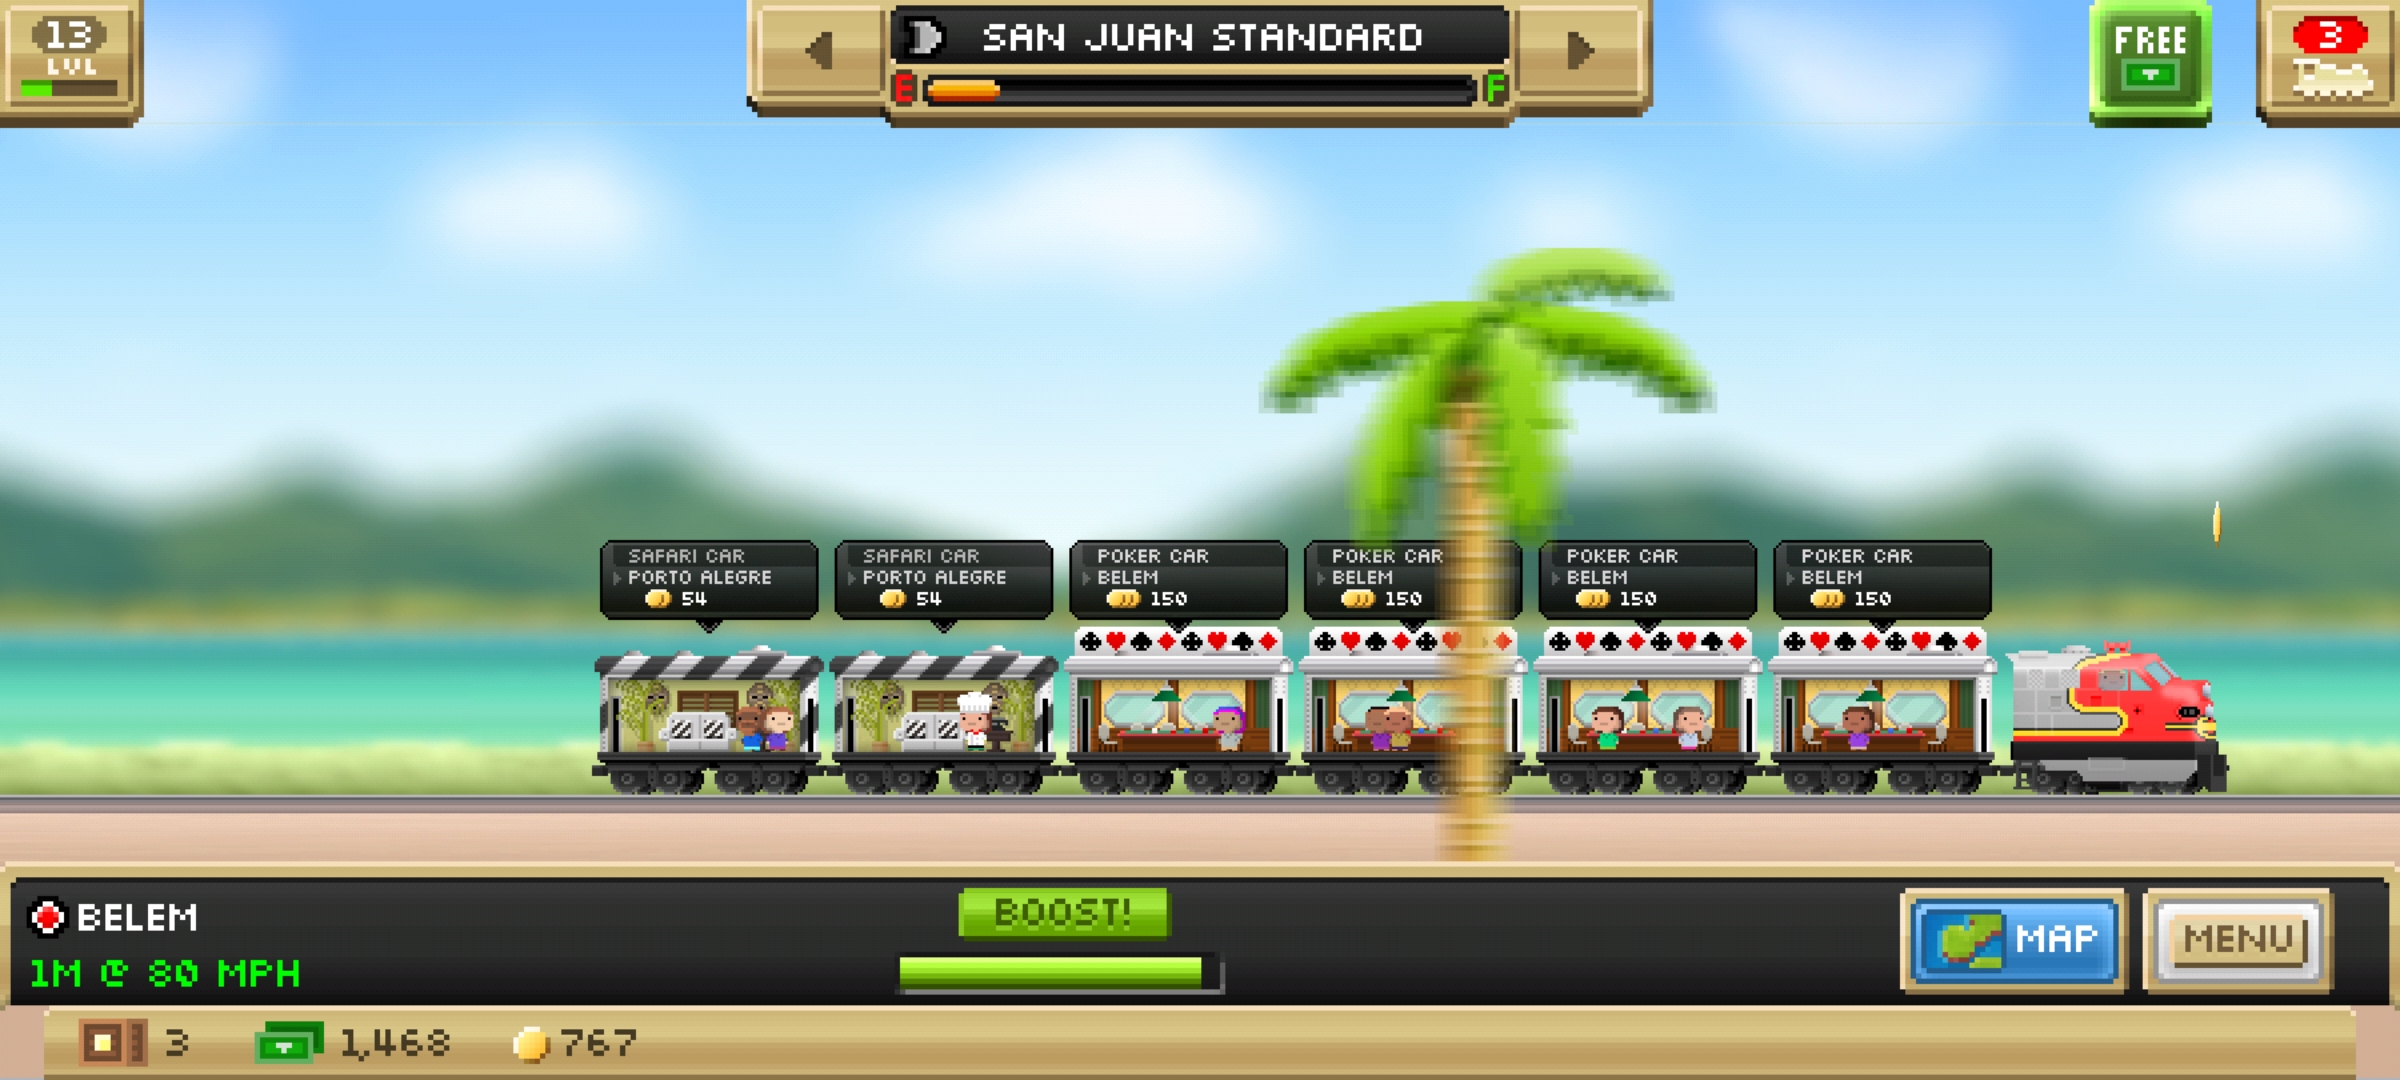 13
LVL
SAN JUAN STANDARD
E
F
FREE
3
SAFARI CAR
PORTO ALEGRE
54
SAFARI CAR
PORTO ALEGRE
54
POKER CAR
BELEM
150
POKER CAR
BELEM
150
POKER CAR
BELEM
150
POKER CAR
BELEM
150
BELEM
1M @ 80 MPH
BOOST!
MAP
MENU
3
1,468
767